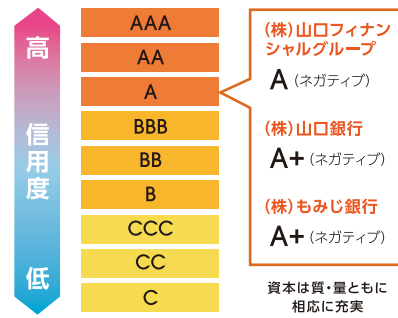 高
信用度
低
AAA
AA
A
BBB
BB
B
CCC
CC
C
(株)山口フィナン
シャルグループ
A(ネガティブ)
(株)山口銀行
A+(ネガティブ)
(株)もみじ銀行
A+(ネガティブ)
資本は質・量ともに
相応に充実